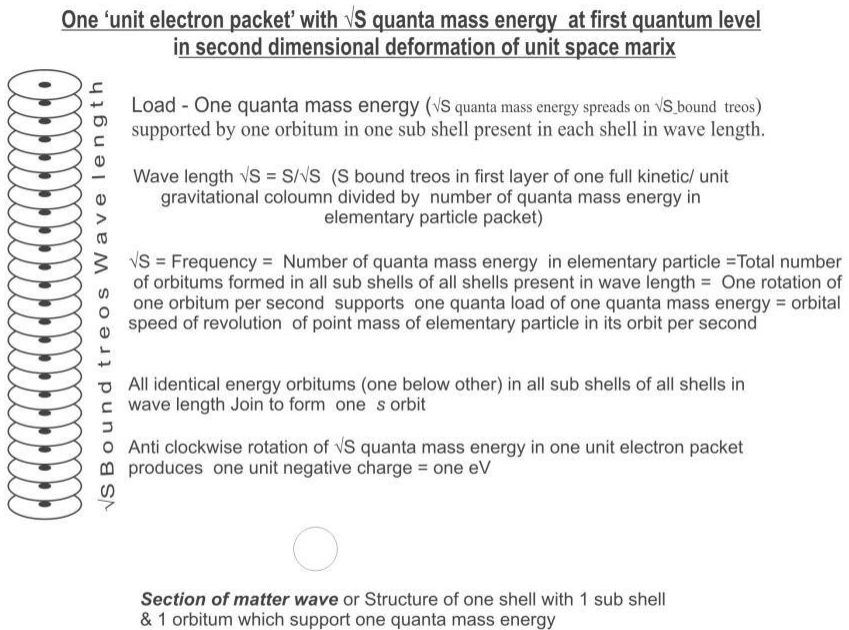 One ‘unit electron packet’ with √S quanta mass energy at first quantum level
in second dimensional deformation of unit space marix
√S Bound treos Wave length
Load - One quanta mass energy (√S quanta mass energy spreads on √S bound treos)
supported by one orbitum in one sub shell present in each shell in wave length.
Wave length √S = S/√S (S bound treos in first layer of one full kinetic/ unit
gravitational coloumn divided by number of quanta mass energy in
elementary particle packet)
√S = Frequency = Number of quanta mass energy in elementary particle =Total number
of orbitums formed in all sub shells of all shells present in wave length = One rotation of
one orbitum per second supports one quanta load of one quanta mass energy = orbital
speed of revolution of point mass of elementary particle in its orbit per second
All identical energy orbitums (one below other) in all sub shells of all shells in
wave length Join to form one s orbit
Anti clockwise rotation of √S quanta mass energy in one unit electron packet
produces one unit negative charge = one eV
Section of matter wave or Structure of one shell with 1 sub shell
& 1 orbitum which support one quanta mass energy